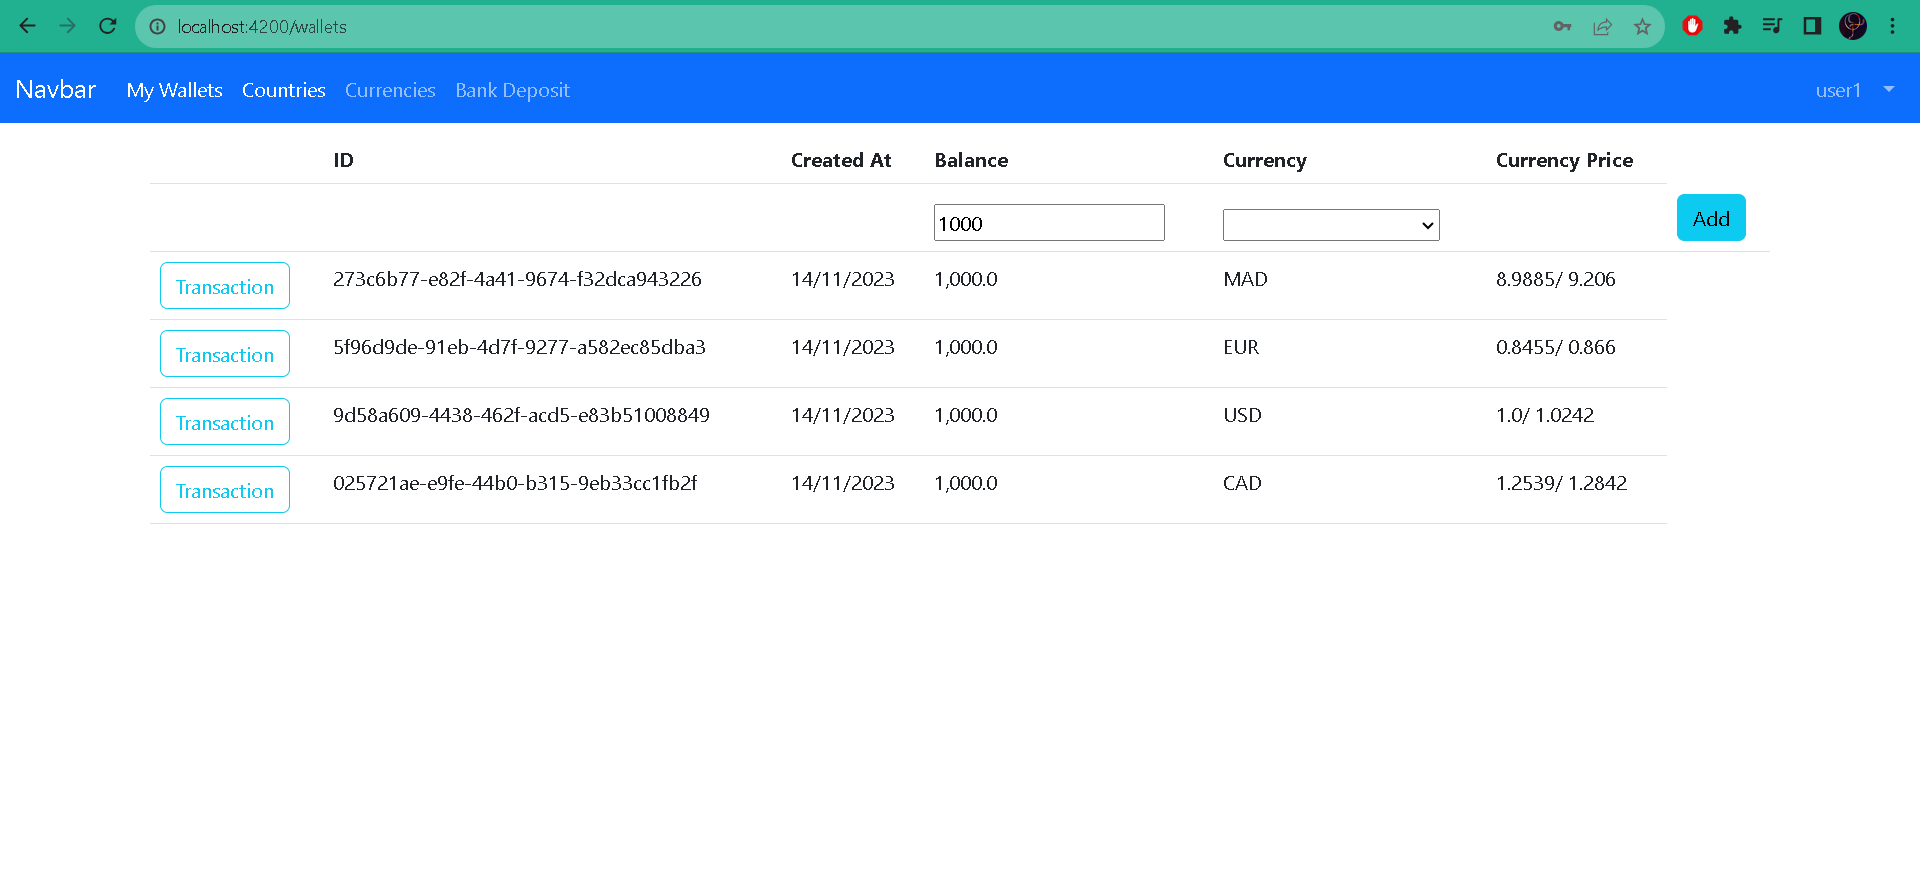 localhost:4200/wallets
Navbar My Wallets Countries Currencies Bank Deposit user1
ID Created At Balance Currency Currency Price
1000 Add
Transaction 273c6b77-e82f-4a41-9674-f32dca943226 14/11/2023 1,000.0 MAD 8.9885/ 9.206
Transaction 5f96d9de-91eb-4d7f-9277-a582ec85dba3 14/11/2023 1,000.0 EUR 0.8455/ 0.866
Transaction 9d58a609-4438-462f-acd5-e83b51008849 14/11/2023 1,000.0 USD 1.0/ 1.0242
Transaction 025721ae-e9fe-44b0-b315-9eb33cc1fb2f 14/11/2023 1,000.0 CAD 1.2539/ 1.2842